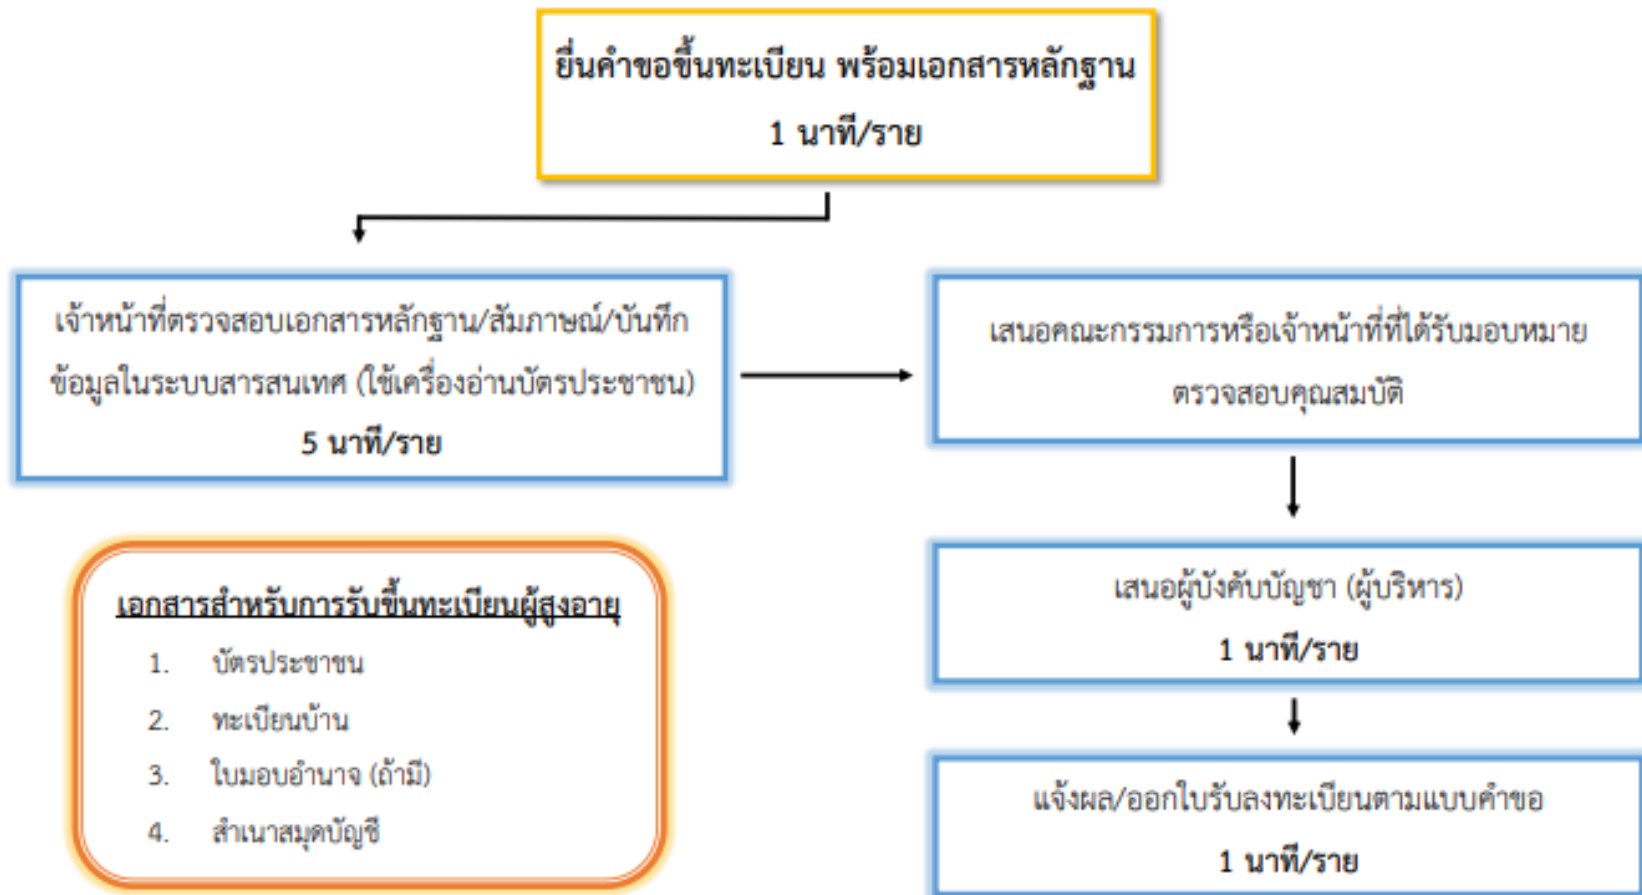 ยื่นคำขอขึ้นทะเบียน พร้อมเอกสารหลักฐาน
1 นาที/ราย
เจ้าหน้าที่ตรวจสอบเอกสารหลักฐาน/สัมภาษณ์/บันทึก
ข้อมูลในระบบสารสนเทศ (ใช้เครื่องอ่านบัตรประชาชน)
5 นาที/ราย
เสนอคณะกรรมการหรือเจ้าหน้าที่ที่ได้รับมอบหมาย
ตรวจสอบคุณสมบัติ
เสนอผู้บังคับบัญชา (ผู้บริหาร)
1 นาที/ราย
แจ้งผล/ออกใบรับลงทะเบียนตามแบบคำขอ
1 นาที/ราย
เอกสารสำหรับการรับขึ้นทะเบียนผู้สูงอายุ
1. บัตรประชาชน
2. ทะเบียนบ้าน
3. ใบมอบอำนาจ (ถ้ามี)
4. สำเนาสมุดบัญชี